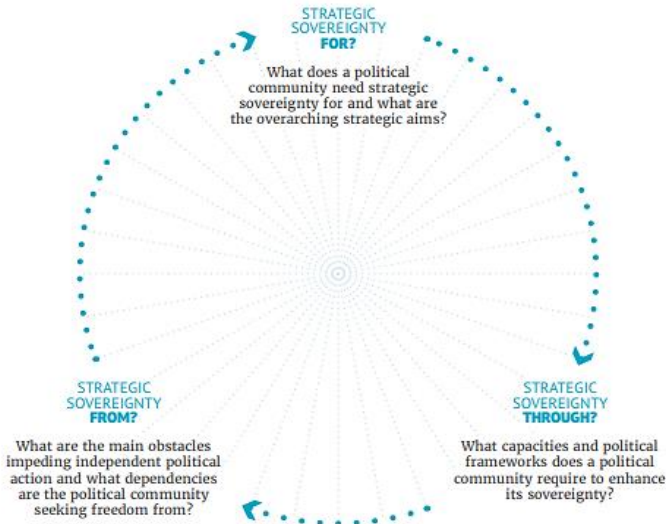 STRATEGIC
SOVEREIGNTY
FOR?
What does a political
community need strategic
sovereignty for and what are
the overarching strategic aims?
STRATEGIC
SOVEREIGNTY
FROM?
What are the main obstacles
impeding independent political
action and what dependencies
are the political community
seeking freedom from?
STRATEGIC
SOVEREIGNTY
THROUGH?
What capacities and political
frameworks does a political
community require to enhance
its sovereignty?